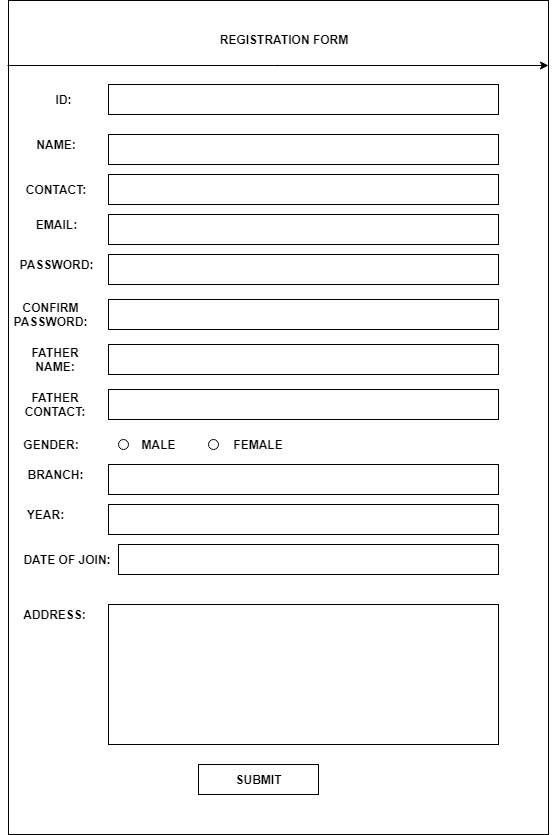 REGISTRATION FORM
ID:
NAME:
CONTACT:
EMAIL:
PASSWORD:
CONFIRM
PASSWORD:
FATHER
NAME:
FATHER
CONTACT:
GENDER: MALE FEMALE
BRANCH:
YEAR:
DATE OF JOIN:
ADDRESS:
SUBMIT